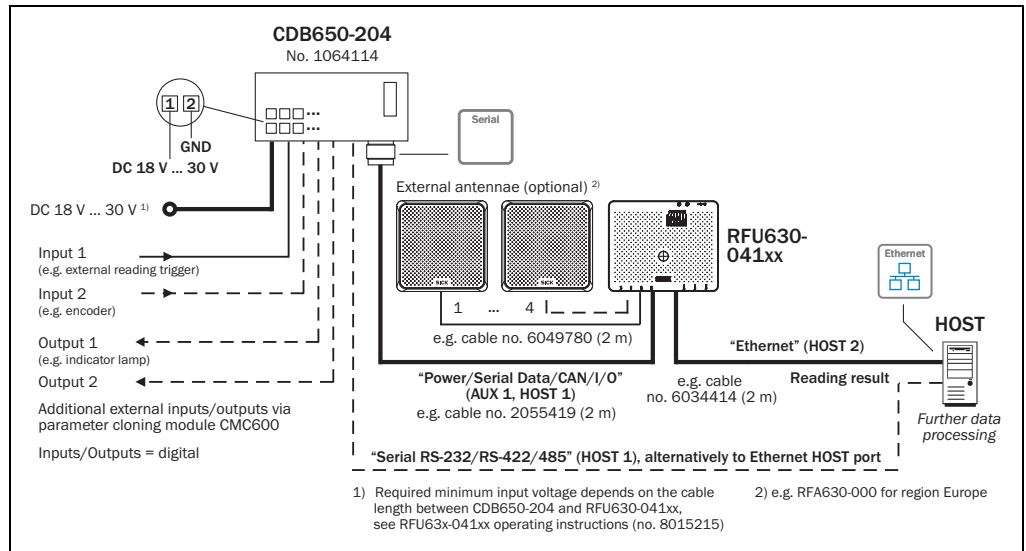 CDB650-204
No. 1064114
1 2
GND
DC 18 V ... 30 V
Serial
External antennae (optional) 2)
DC 18 V ... 30 V 1)
SICK
SICK
RFU630-
041xx
Input 1
(e.g. external reading trigger)
Input 2
(e.g. encoder)
Ethernet
1 ... 4
HOST
e.g. cable no. 6049780 (2 m)
Output 1
(e.g. indicator lamp)
Output 2
"Ethernet" (HOST 2)
"Power/Serial Data/CAN/I/O"
(AUX 1, HOST 1)
e.g. cable no. 2055419 (2 m)
e.g. cable
no. 6034414 (2 m)
Reading result
Further data
processing
Additional external inputs/outputs via
parameter cloning module CMC600
Inputs/Outputs = digital
"Serial RS-232/RS-422/485" (HOST 1), alternatively to Ethernet HOST port
1) Required minimum input voltage depends on the cable
length between CDB650-204 and RFU630-041xx,
see RFU63x-041xx operating instructions (no. 8015215)
2) e.g. RFA630-000 for region Europe